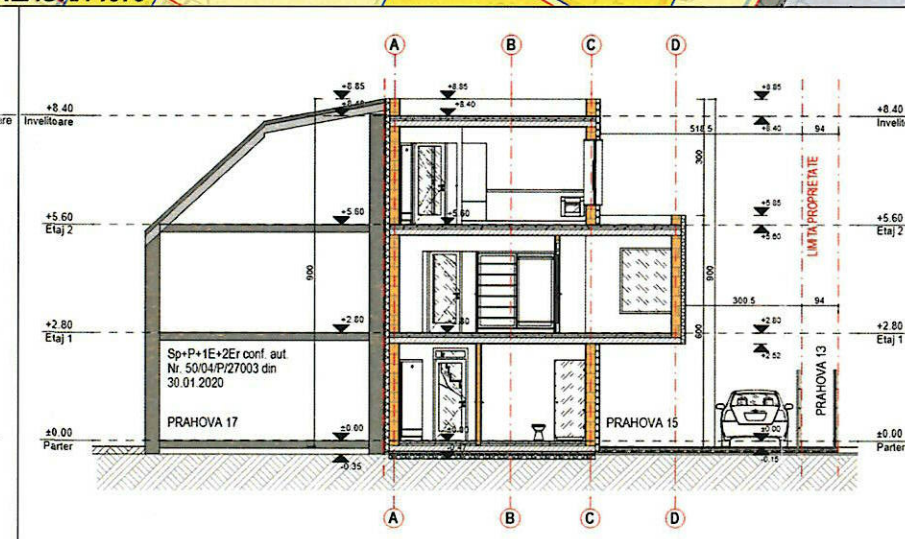 A B C D
+8.85 +8.85 +8.85
+8.40 +8.40 +8.40 +8.40 +8.40
Invelitoare
518.5 94
300
LIMITA PROPRIETATE
+5.60 +5.60 +5.60 +5.60 +5.60
Etaj 2 Etaj 2
900 900
300.5 94
600
+2.80 +2.80 +2.80 +2.80 +2.80
Etaj 1 Etaj 1
+2.52
Sp+P+1E+2Er conf. aut.
Nr. 50/04/P/27003 din
30.01.2020
PRAHOVA 17 PRAHOVA 15 PRAHOVA 13
±0.00 ±0.00 ±0.00 ±0.00
Parter Parter
-0.35 -0.15
A B C D